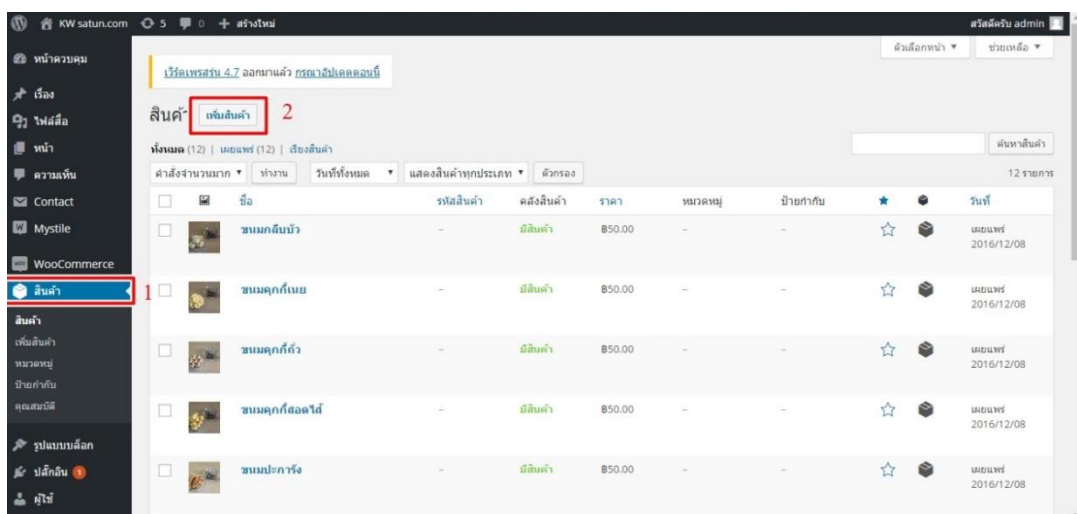 KW satun.com 5 0 + สร้างใหม่
สวัสดีครับ admin
ตัวเลือกหน้า ▼ ช่วยเหลือ ▼
หน้าควบคุม
เรื่อง
ไฟล์สื่อ
หน้า
ความเห็น
Contact
Mystile
WooCommerce
สินค้า
1
สินค้า
เพิ่มสินค้า
หมวดหมู่
ป้ายกำกับ
คุณสมบัติ
รูปแบบบล็อก
ปลั๊กอิน 1
ผู้ใช้
เวิร์ดเพรสรุ่น 4.7 ออกมาแล้ว กรุณาอัปเดตตอนนี้
สินค้า เพิ่มสินค้า 2
ทั้งหมด (12) | เผยแพร่ (12) | เรียงสินค้า
ค้นหาสินค้า
คำสั่งจำนวนมาก ▼ ทำงาน วันที่ทั้งหมด ▼ แสดงสินค้าทุกประเภท ▼ ตัวกรอง 12 รายการ
ชื่อ รหัสสินค้า คลังสินค้า ราคา หมวดหมู่ ป้ายกำกับ วันที่
ขนมกลีบบัว – มีสินค้า ฿50.00 – – เผยแพร่
2016/12/08
ขนมคุกกี้เนย – มีสินค้า ฿50.00 – – เผยแพร่
2016/12/08
ขนมคุกกี้ถั่ว – มีสินค้า ฿50.00 – – เผยแพร่
2016/12/08
ขนมคุกกี้สอดไส้ – มีสินค้า ฿50.00 – – เผยแพร่
2016/12/08
ขนมปะการัง – มีสินค้า ฿50.00 – – เผยแพร่
2016/12/08